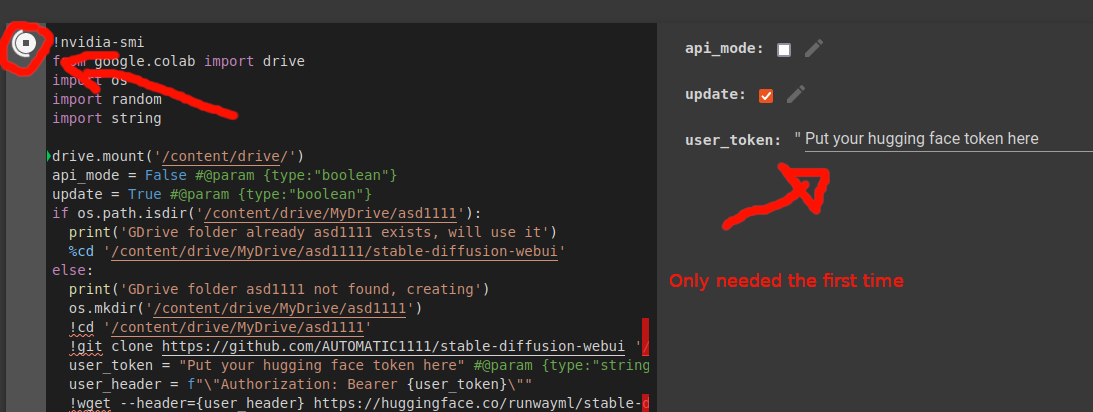 !nvidia-smi
from google.colab import drive
import os
import random
import string
drive.mount('/content/drive/')
api_mode = False #@param {type:"boolean"}
update = True #@param {type:"boolean"}
if os.path.isdir('/content/drive/MyDrive/asd1111'):
print('GDrive folder already asd1111 exists, will use it')
%cd '/content/drive/MyDrive/asd1111/stable-diffusion-webui'
else:
print('GDrive folder asd1111 not found, creating')
os.mkdir('/content/drive/MyDrive/asd1111')
!cd '/content/drive/MyDrive/asd1111'
!git clone https://github.com/AUTOMATIC1111/stable-diffusion-webui '/
user_token = "Put your hugging face token here" #@param {type:"string
user_header = f"\"Authorization: Bearer {user_token}\""
!wget --header={user_header} https://huggingface.co/runwayml/stable-d
api_mode:
update:
user_token: " Put your hugging face token here
Only needed the first time